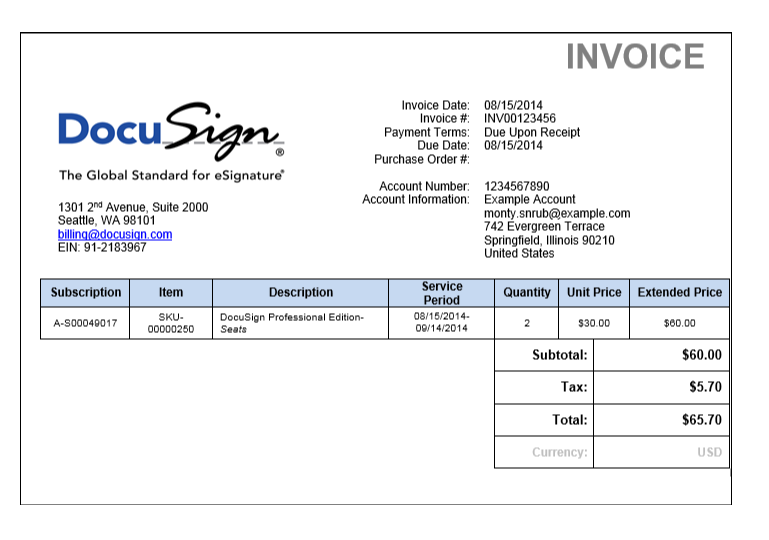 INVOICE
DocuSign®
The Global Standard for eSignature®
1301 2nd Avenue, Suite 2000
Seattle, WA 98101
billing@docusign.com
EIN: 91-2183967
Invoice Date: 08/15/2014
Invoice #: INV00123456
Payment Terms: Due Upon Receipt
Due Date: 08/15/2014
Purchase Order #:
Account Number: 1234567890
Account Information: Example Account
monty.snrub@example.com
742 Evergreen Terrace
Springfield, Illinois 90210
United States
Subscription Item Description Service Period Quantity Unit Price Extended Price
A-S00049017 SKU-00000250 DocuSign Professional Edition-Seats 08/15/2014-09/14/2014 2 $30.00 $60.00
Subtotal: $60.00
Tax: $5.70
Total: $65.70
Currency: USD